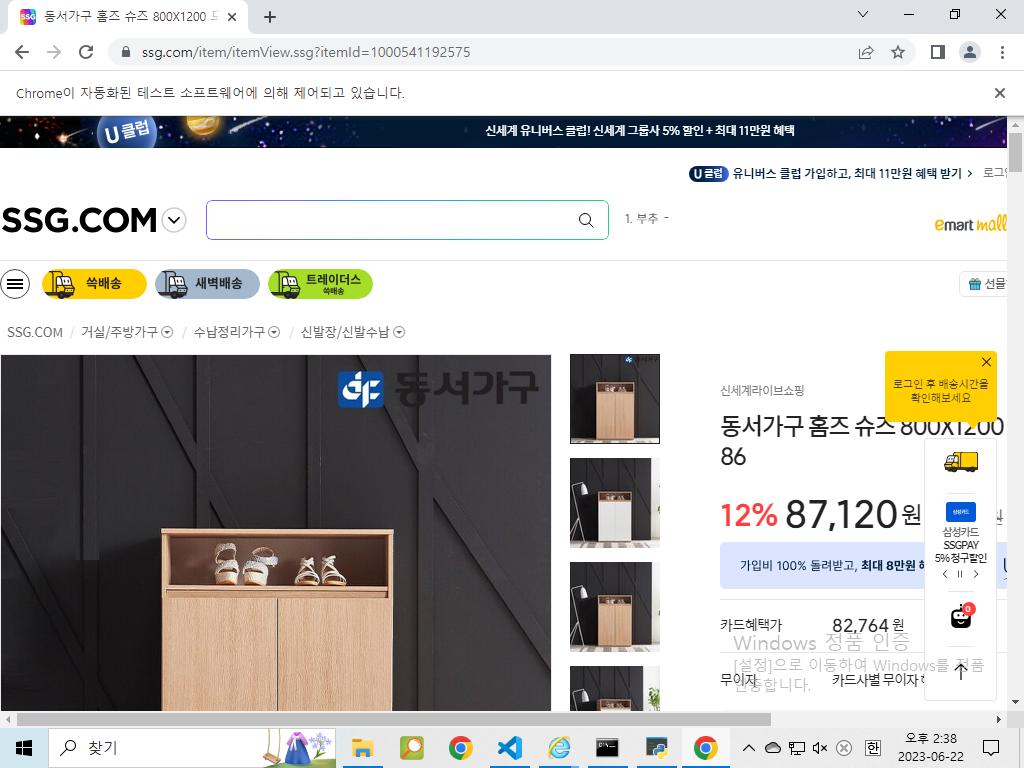 동서가구 홈즈 슈즈 800X1200
ssg.com/item/itemView.ssg?itemId=1000541192575
Chrome이 자동화된 테스트 소프트웨어에 의해 제어되고 있습니다.
U 클럽
신세계 유니버스 클럽! 신세계 그룹사 5% 할인 + 최대 11만원 혜택
U 클럽 유니버스 클럽 가입하고, 최대 11만원 혜택 받기 >
SSG.COM
1. 부추 -
emart mall
쓱배송
새벽배송
트레이더스
쓱배송
선물
SSG.COM / 거실/주방가구 / 수납정리가구 / 신발장/신발수납
동서가구
신세계라이브쇼핑
동서가구 홈즈 슈즈 800X1200
86
로그인 후 배송시간을
확인해보세요
12% 87,120원
가입비 100% 돌려받고, 최대 8만원
삼성카드
삼성카드
SSGPAY
5% 청구할인
카드혜택가 82,764 원
0
무이자 카드사별 무이자
Windows 정품 인증
[설정]으로 이동하여 Windows를 정품
인증합니다.
찾기
한
오후 2:38
2023-06-22